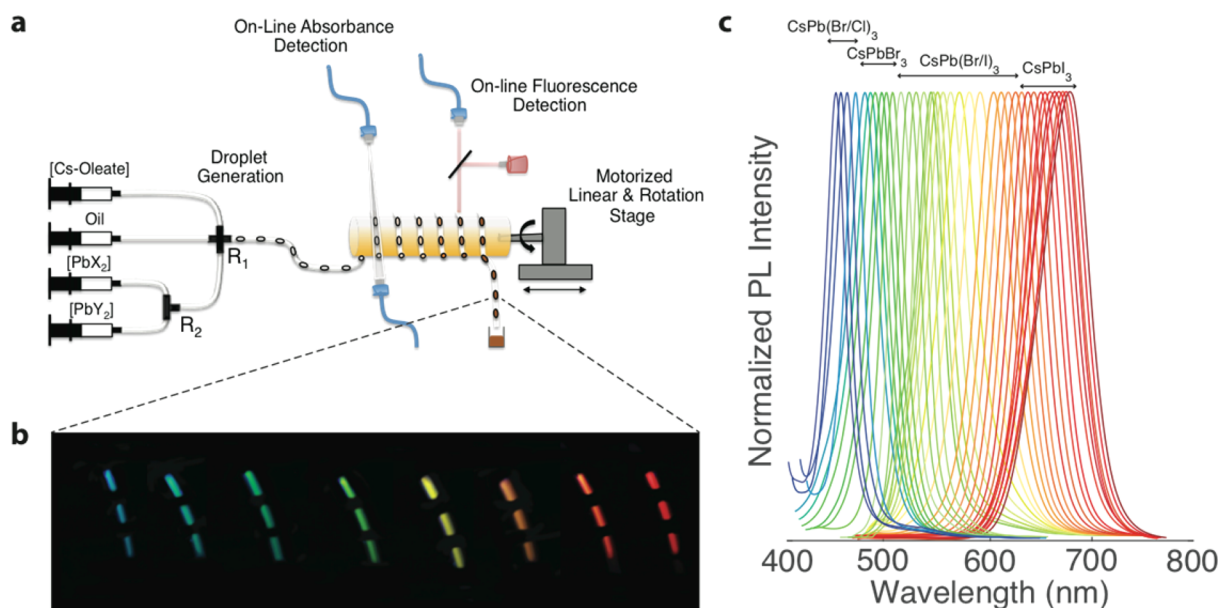 a
On-Line Absorbance
Detection
On-line Fluorescence
Detection
Droplet
Generation
Motorized
Linear & Rotation
Stage
[Cs-Oleate]
Oil
[PbX2]
[PbY2]
R1
R2
b
c
CsPb(Br/Cl)3
CsPbBr3
CsPb(Br/I)3
CsPbI3
Normalized PL Intensity
400 500 600 700 800
Wavelength (nm)